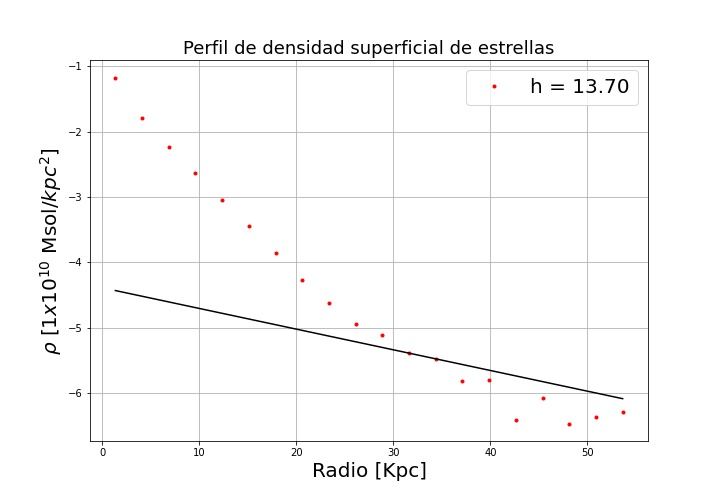 Perfil de densidad superficial de estrellas
h = 13.70
ρ [1x10¹⁰ Msol/kpc²]
−1
−2
−3
−4
−5
−6
0 10 20 30 40 50
Radio [Kpc]